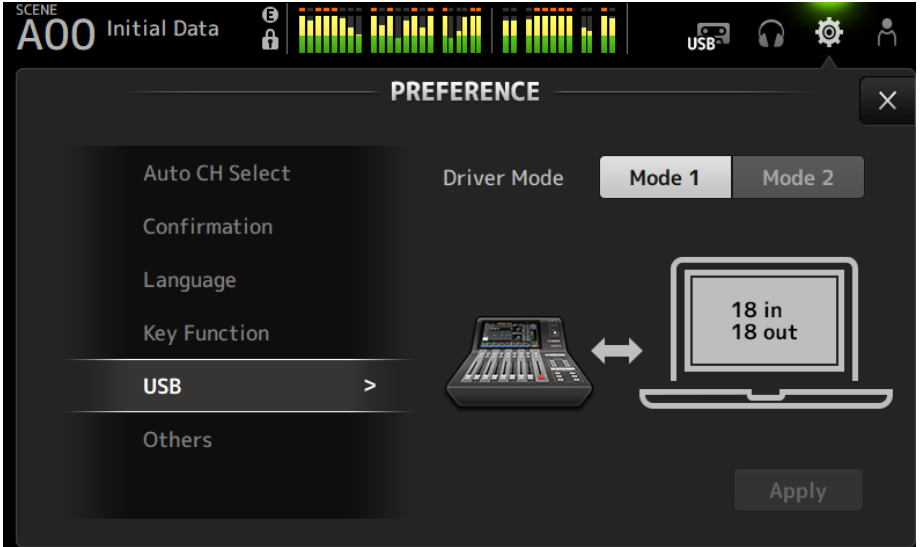 SCENE
A00 Initial Data
E
USB
PREFERENCE
Auto CH Select
Confirmation
Language
Key Function
USB >
Others
Driver Mode
Mode 1
Mode 2
18 in
18 out
Apply